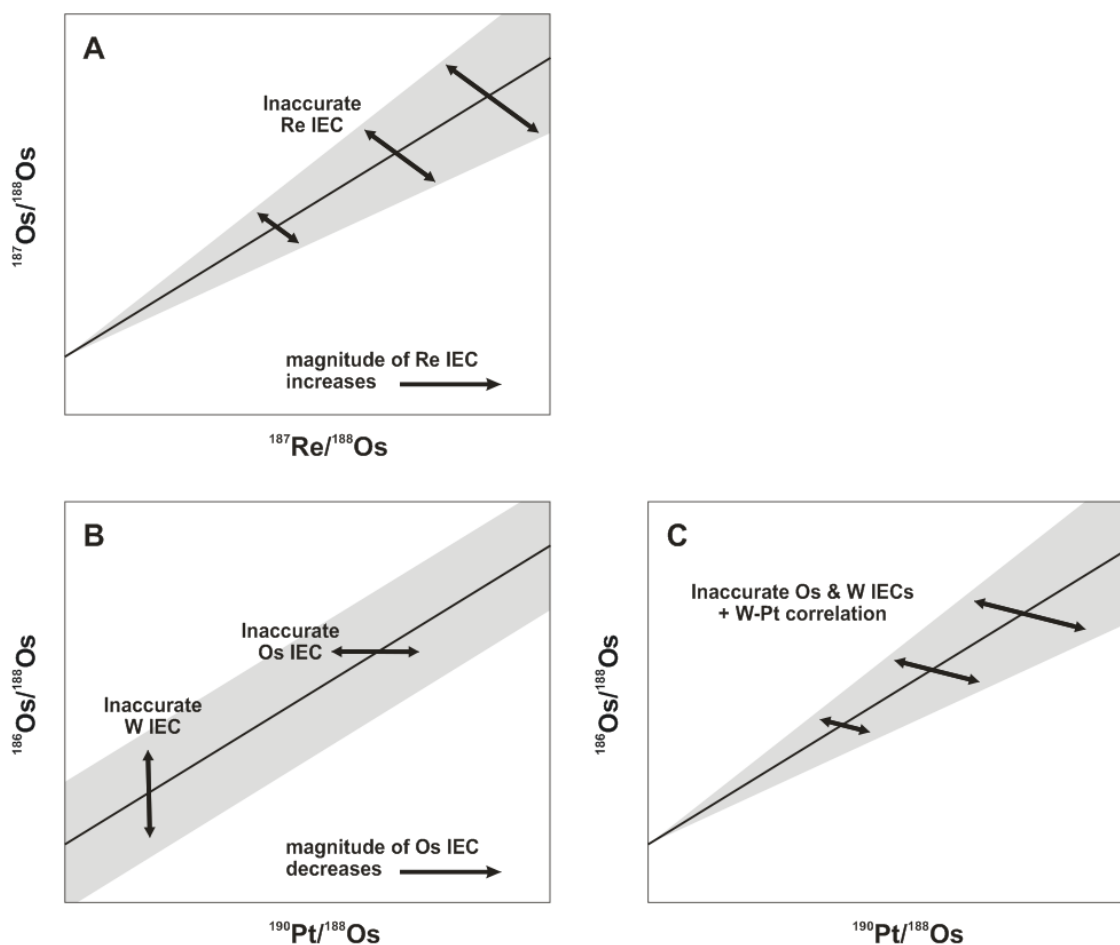 A
Inaccurate
Re IEC
¹⁸⁷Os/¹⁸⁸Os
magnitude of Re IEC
increases
¹⁸⁷Re/¹⁸⁸Os
B
Inaccurate
Os IEC
Inaccurate
W IEC
¹⁸⁶Os/¹⁸⁸Os
magnitude of Os IEC
decreases
¹⁹⁰Pt/¹⁸⁸Os
C
Inaccurate Os & W IECs
+ W-Pt correlation
¹⁸⁶Os/¹⁸⁸Os
¹⁹⁰Pt/¹⁸⁸Os